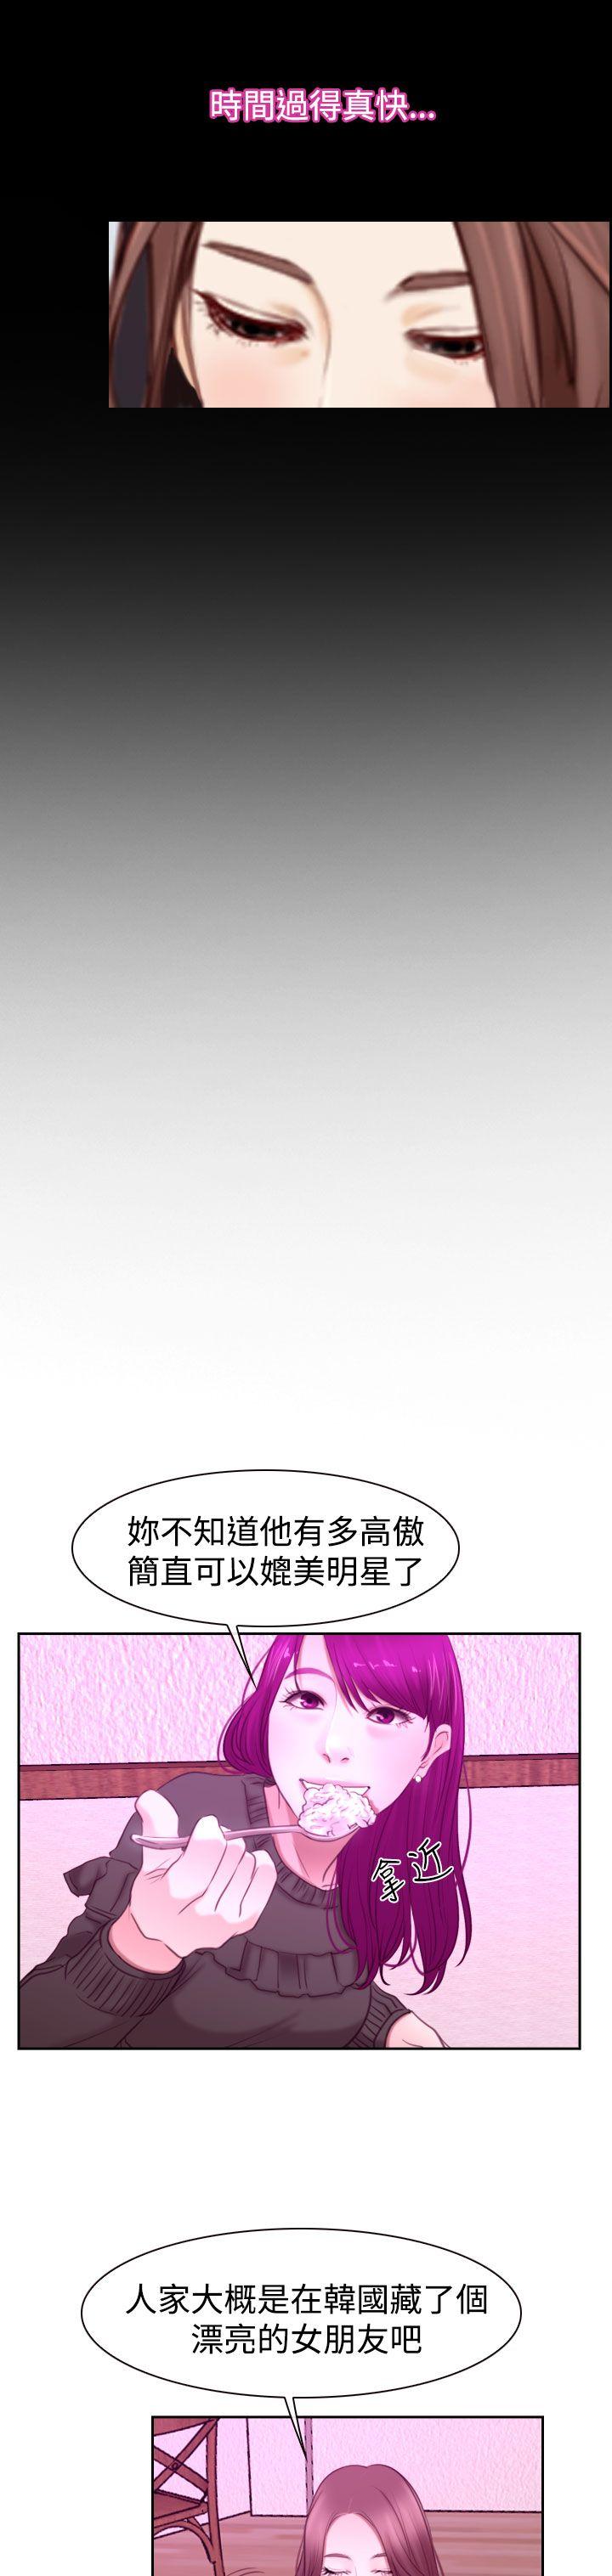 時間過得真快...
妳不知道他有多高傲
簡直可以媲美明星了
拿近
人家大概是在韓國藏了個
漂亮的女朋友吧